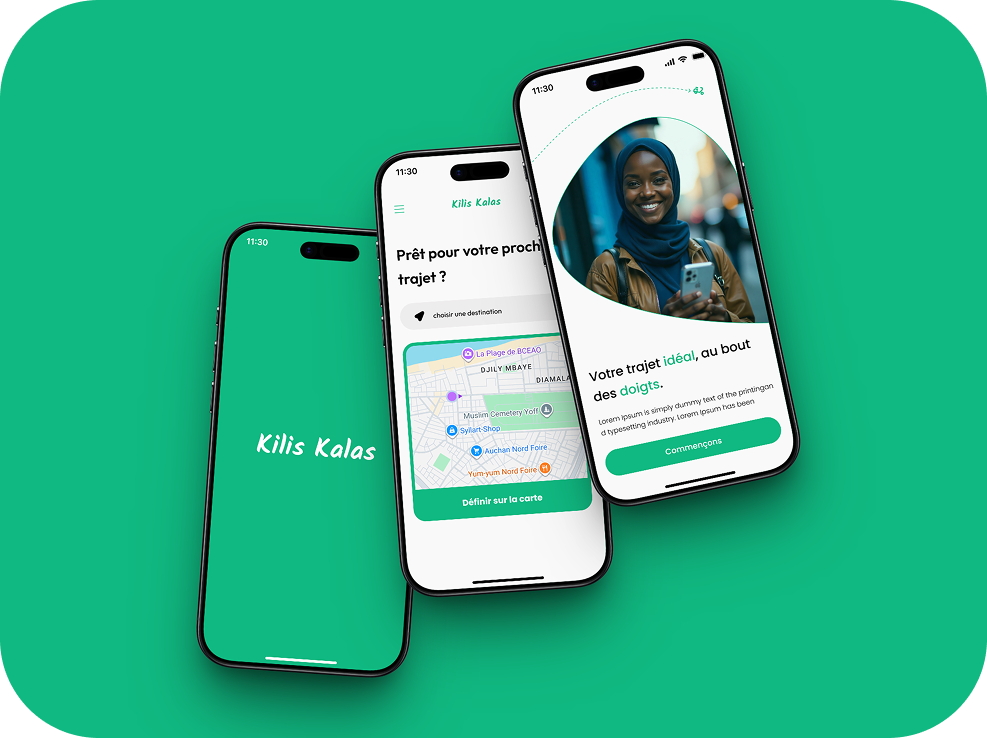 11:30
Kilis Kalas
11:30
Kilis Kalas
Prêt pour votre proch
trajet ?
choisir une destination
La Plage de BCEAO
DJILY MBAYE
DIAMALA
Muslim Cemetery Yoff
Syllart-Shop
Auchan Nord Foire
Yum-yum Nord Foire
Définir sur la carte
11:30
Votre trajet idéal, au bout
des doigts.
Lorem Ipsum is simply dummy text of the printingan
d typesetting industry. Lorem Ipsum has been
Commençons